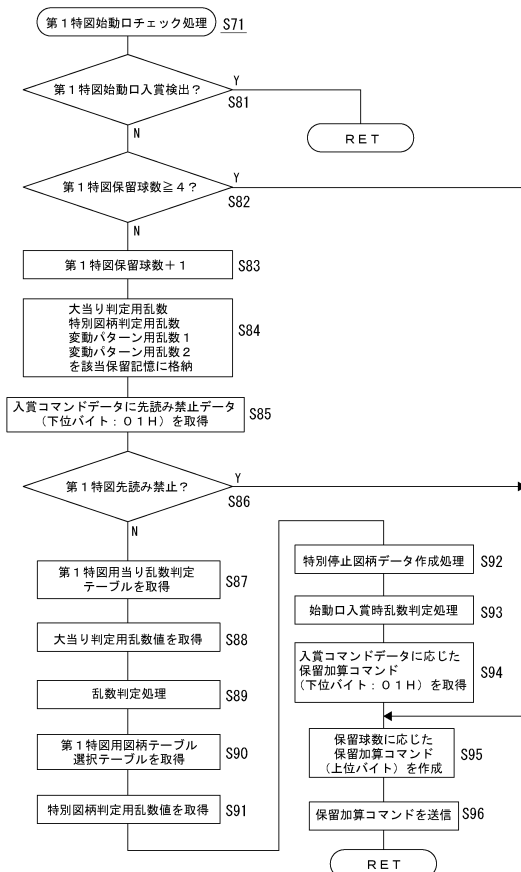 第１特図始動口チェック処理
S71
第１特図始動口入賞検出？
Y
S81
N
RET
第１特図保留球数≧４？
Y
S82
N
第１特図保留球数＋１
S83
大当り判定用乱数
特別図柄判定用乱数
変動パターン用乱数１
変動パターン用乱数２
を該当保留記憶に格納
S84
入賞コマンドデータに先読み禁止データ
（下位バイト：０１Ｈ）を取得
S85
第１特図先読み禁止？
Y
S86
N
第１特図用当り乱数判定
テーブルを取得
S87
大当り判定用乱数値を取得
S88
乱数判定処理
S89
第１特図用図柄テーブル
選択テーブルを取得
S90
特別図柄判定用乱数値を取得
S91
特別停止図柄データ作成処理
S92
始動口入賞時乱数判定処理
S93
入賞コマンドデータに応じた
保留加算コマンド
（下位バイト：０１Ｈ）を取得
S94
保留球数に応じた
保留加算コマンド
（上位バイト）を作成
S95
保留加算コマンドを送信
S96
RET